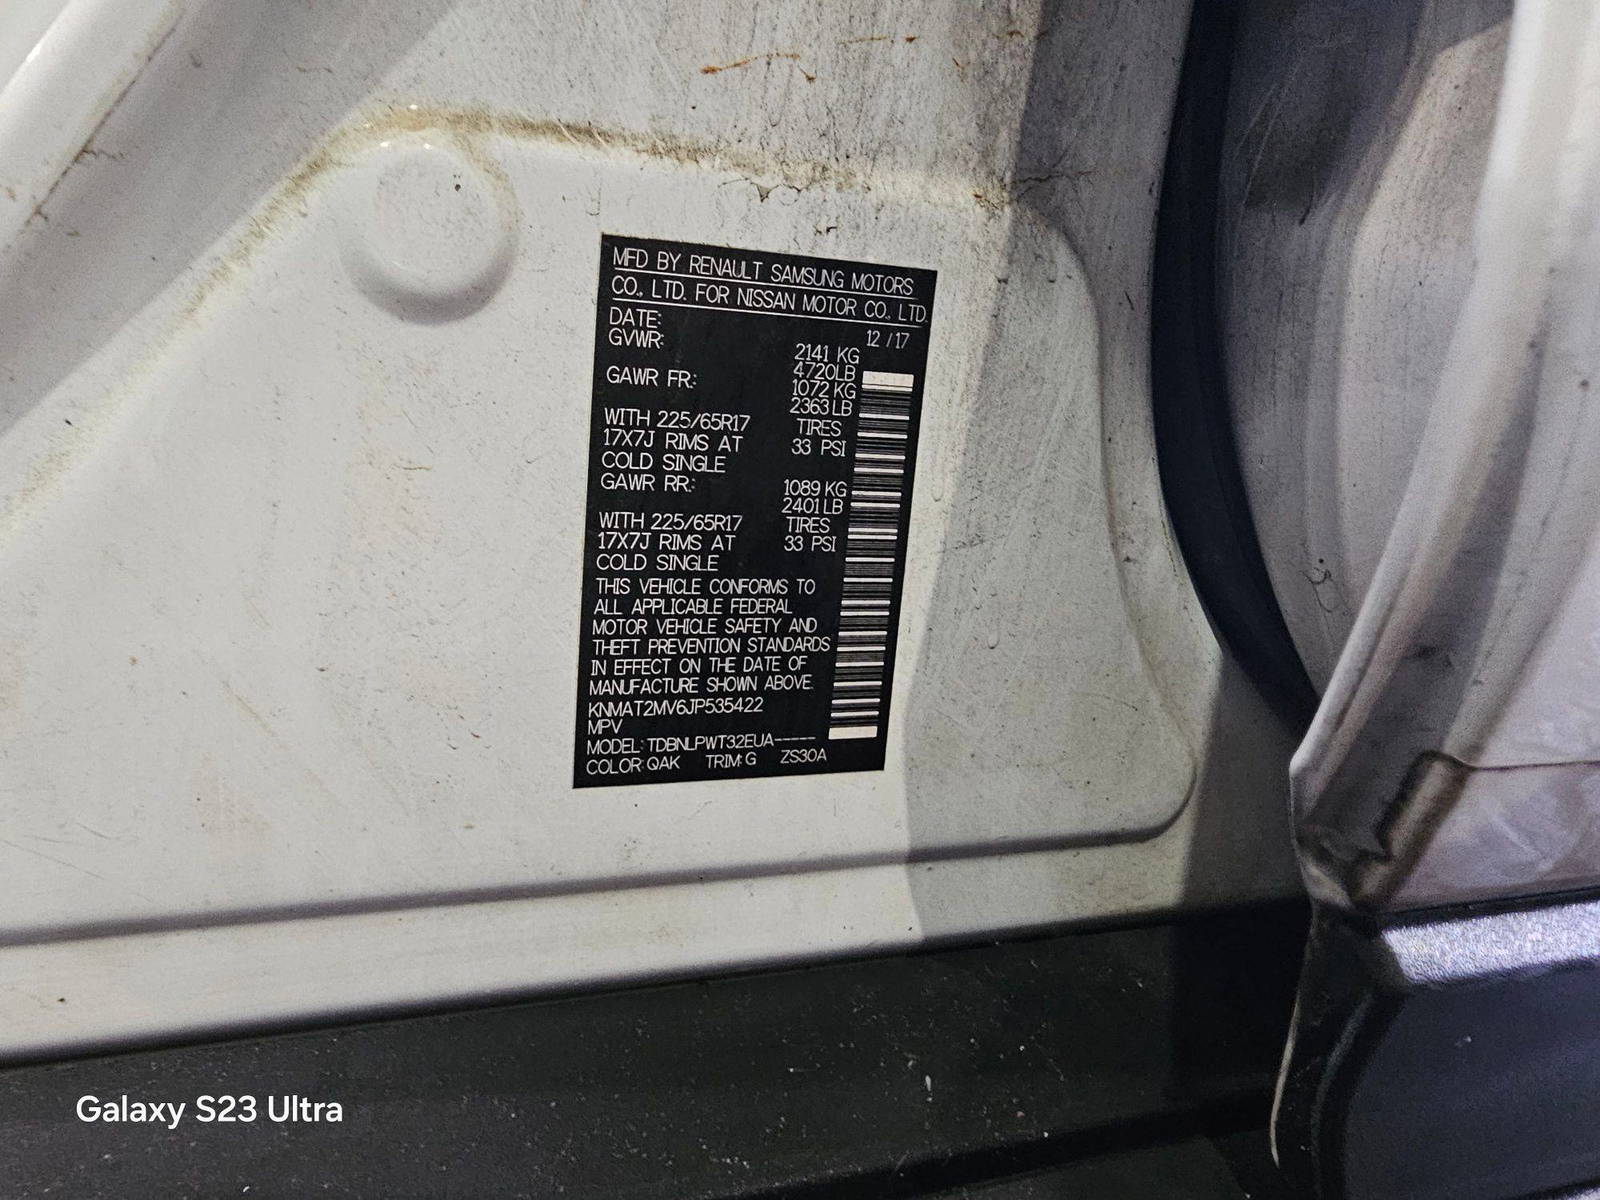 MFD BY RENAULT SAMSUNG MOTORS
CO., LTD. FOR NISSAN MOTOR CO., LTD.
DATE: 12 /17
GVWR: 2141 KG
4720LB
GAWR FR.: 1072 KG
2363 LB
WITH 225/65R17 TIRES
17X7J RIMS AT 33 PSI
COLD SINGLE
GAWR RR.: 1089 KG
2401 LB
WITH 225/65R17 TIRES
17X7J RIMS AT 33 PSI
COLD SINGLE
THIS VEHICLE CONFORMS TO
ALL APPLICABLE FEDERAL
MOTOR VEHICLE SAFETY AND
THEFT PREVENTION STANDARDS
IN EFFECT ON THE DATE OF
MANUFACTURE SHOWN ABOVE.
KNMAT2MV6JP535422
MPV
MODEL: TDBNLPWT32EUA-----
COLOR: QAK TRIM: G ZS30A
Galaxy S23 Ultra